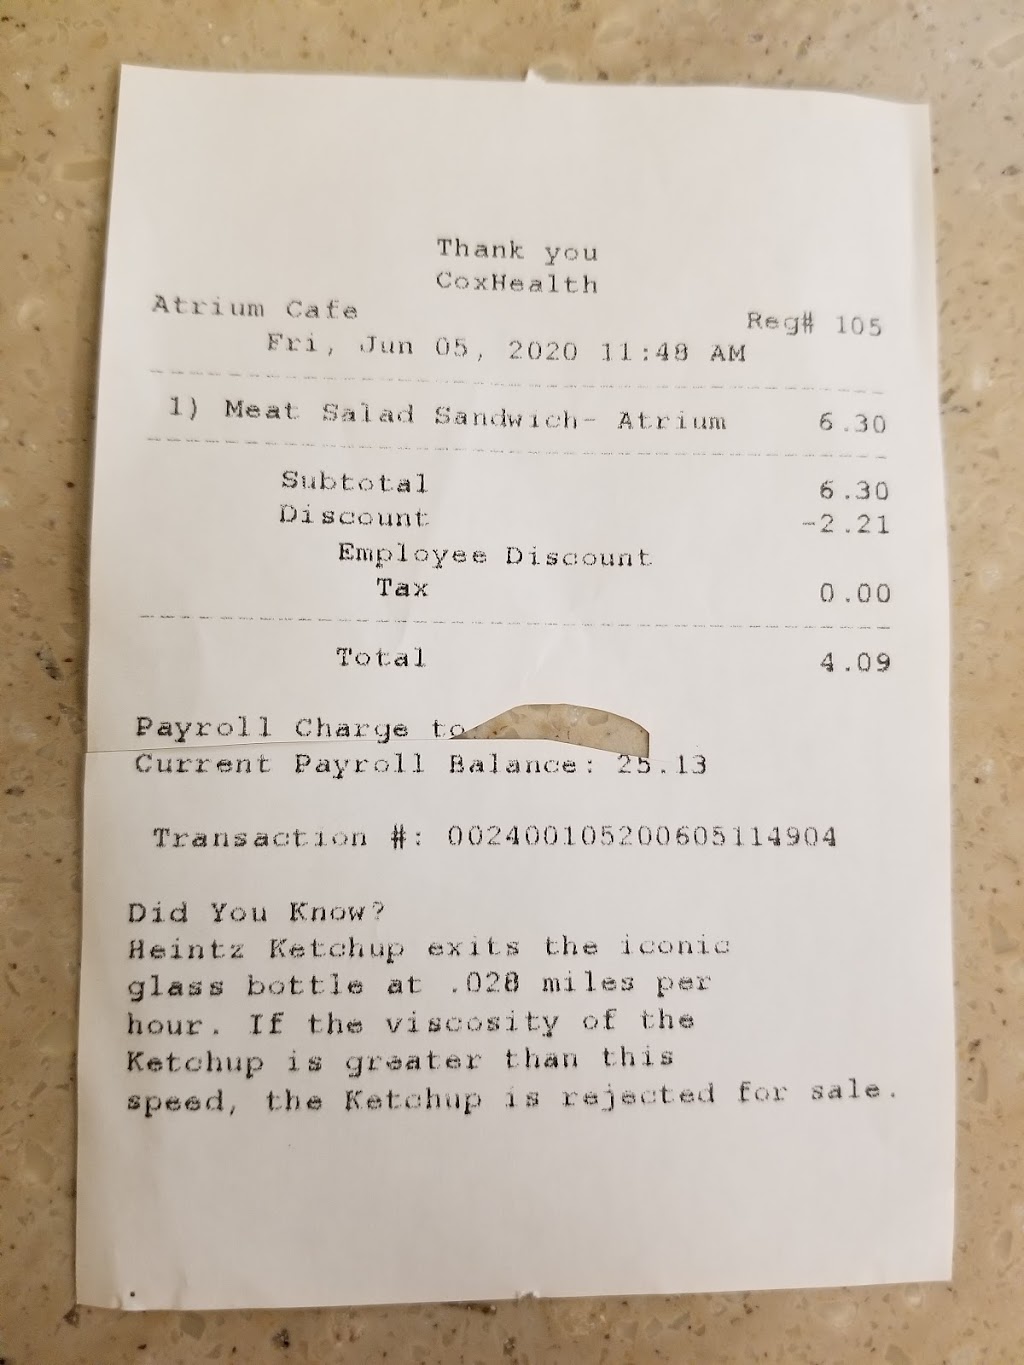 Thank you
CoxHealth
Atrium Cafe Reg# 105
Fri, Jun 05, 2020 11:48 AM
1) Meat Salad Sandwich- Atrium 6.30
Subtotal 6.30
Discount -2.21
Employee Discount
Tax 0.00
Total 4.09
Payroll Charge to
Current Payroll Balance: 25.13
Transaction #: 002400105200605114904
Did You Know?
Heintz Ketchup exits the iconic
glass bottle at .028 miles per
hour. If the viscosity of the
Ketchup is greater than this
speed, the Ketchup is rejected for sale.